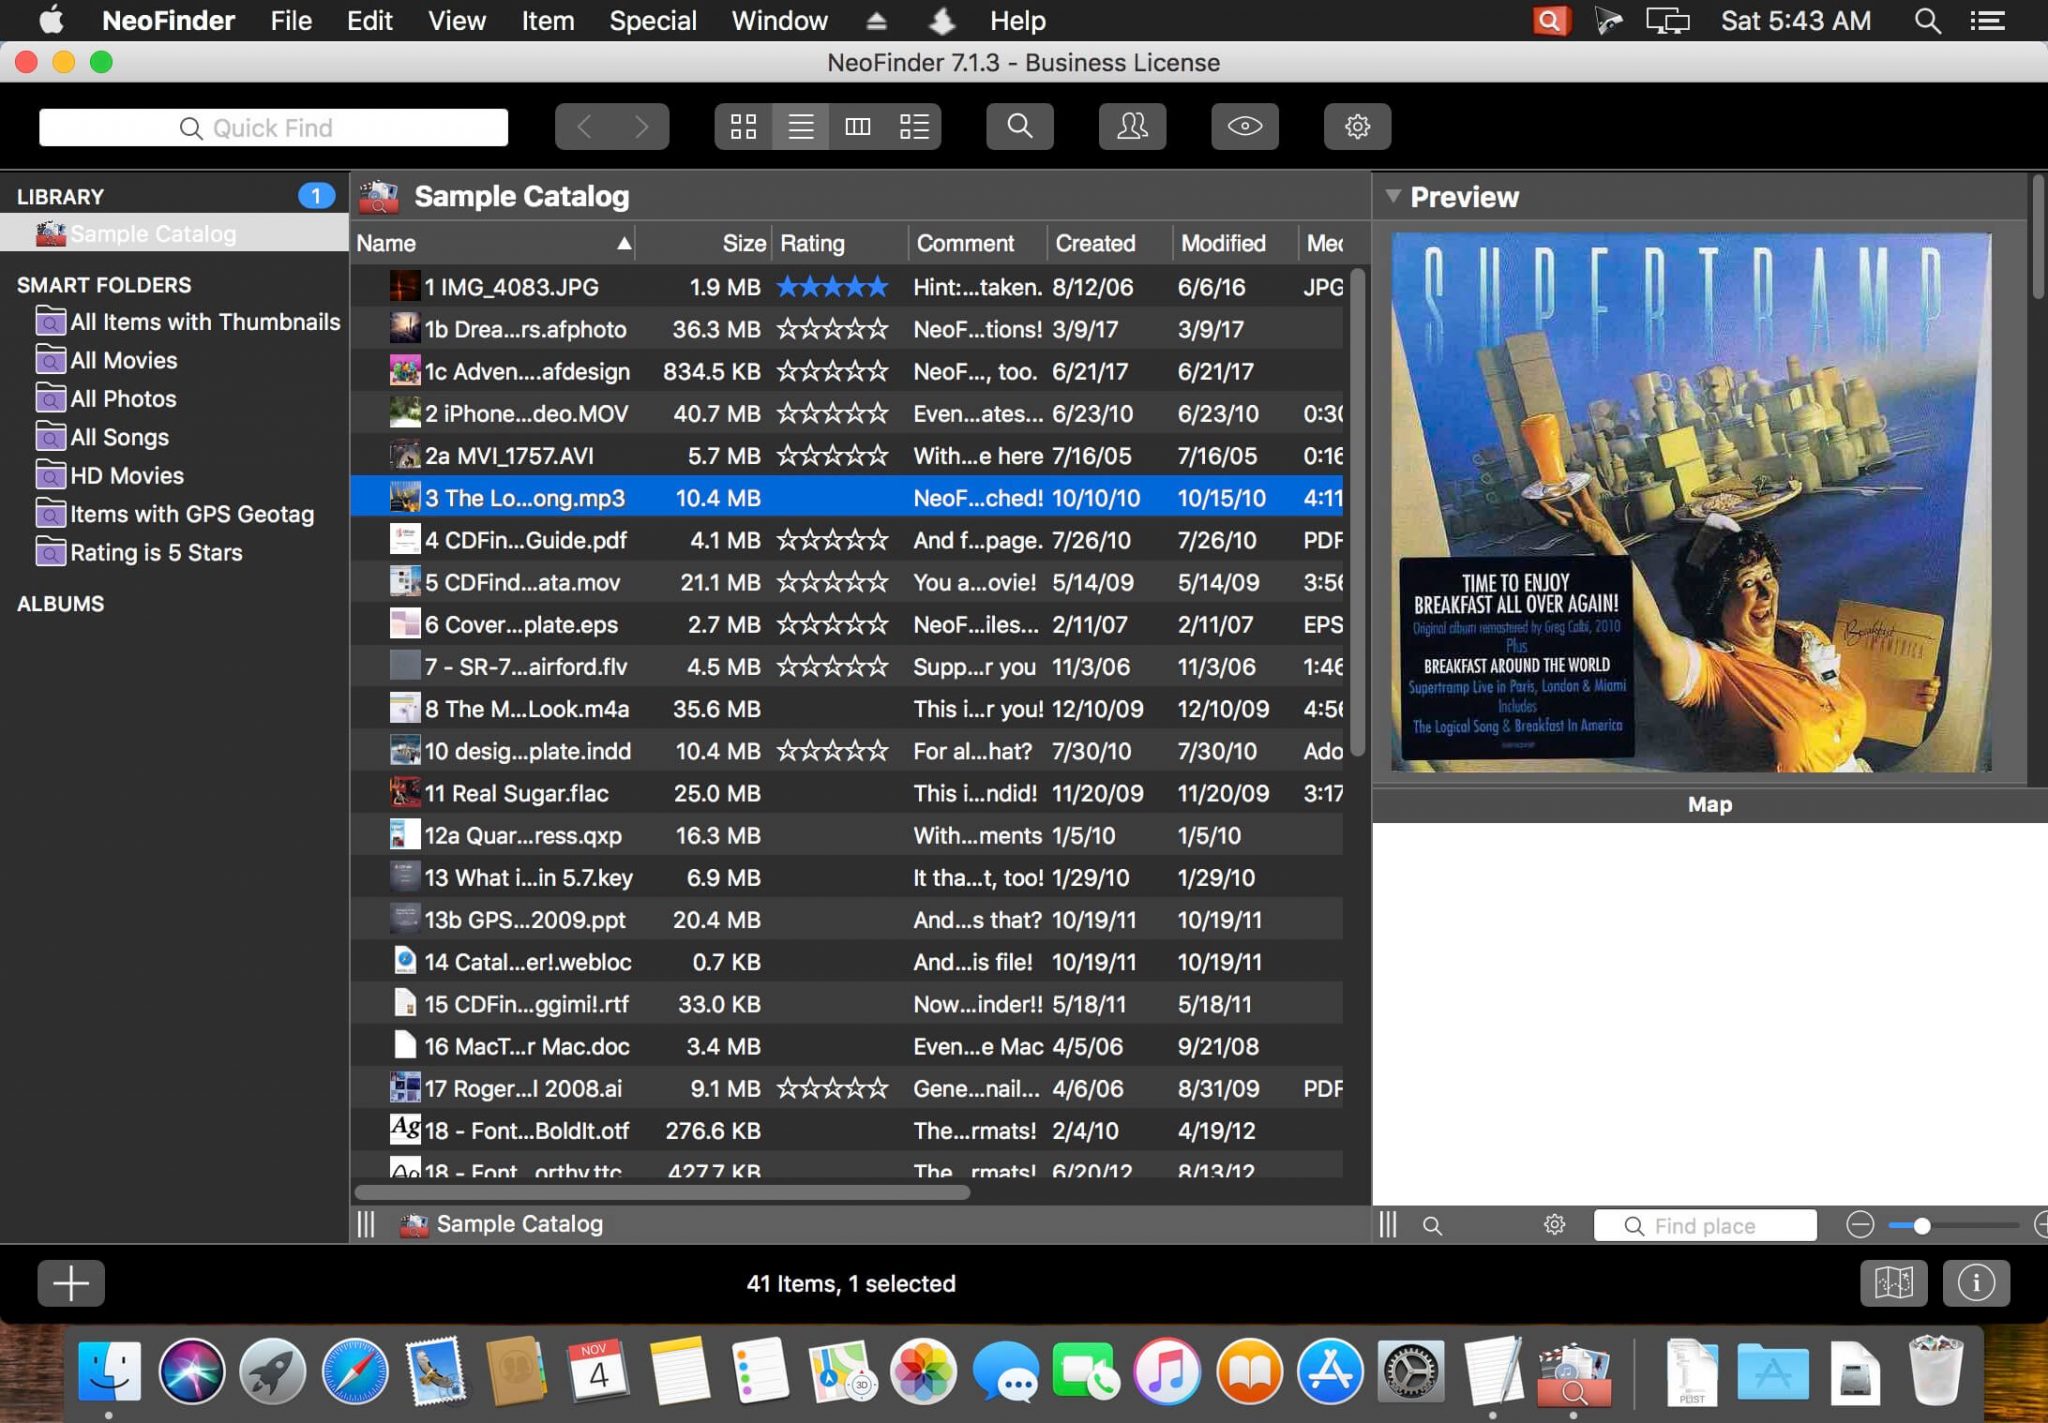 NeoFinder File Edit View Item Special Window Help Sat 5:43 AM
NeoFinder 7.1.3 - Business License
Quick Find
LIBRARY 1
Sample Catalog
SMART FOLDERS
All Items with Thumbnails
All Movies
All Photos
All Songs
HD Movies
Items with GPS Geotag
Rating is 5 Stars
ALBUMS
Sample Catalog
Name Size Rating Comment Created Modified Med
1 IMG_4083.JPG 1.9 MB ★★★★★ Hint:...taken. 8/12/06 6/6/16 JPG
1b Drea...rs.afphoto 36.3 MB ☆☆☆☆☆ NeoF...tions! 3/9/17 3/9/17
1c Adven....afdesign 834.5 KB ☆☆☆☆☆ NeoF..., too. 6/21/17 6/21/17
2 iPhone...deo.MOV 40.7 MB ☆☆☆☆☆ Even...ates... 6/23/10 6/23/10 0:30
2a MVI_1757.AVI 5.7 MB ☆☆☆☆☆ With...e here 7/16/05 7/16/05 0:16
3 The Lo...ong.mp3 10.4 MB NeoF...ched! 10/10/10 10/15/10 4:11
4 CDFin...Guide.pdf 4.1 MB ☆☆☆☆☆ And f...page. 7/26/10 7/26/10 PDF
5 CDFind...ata.mov 21.1 MB ☆☆☆☆☆ You a...ovie! 5/14/09 5/14/09 3:56
6 Cover...plate.eps 2.7 MB ☆☆☆☆☆ NeoF...iles... 2/11/07 2/11/07 EPS
7 - SR-7...airford.flv 4.5 MB ☆☆☆☆☆ Supp...r you 11/3/06 11/3/06 1:46
8 The M...Look.m4a 35.6 MB This i...r you! 12/10/09 12/10/09 4:56
10 desig...plate.indd 10.4 MB ☆☆☆☆☆ For al...hat? 7/30/10 7/30/10 Ado
11 Real Sugar.flac 25.0 MB This i...ndid! 11/20/09 11/20/09 3:17
12a Quar...ress.qxp 16.3 MB With...ments 1/5/10 1/5/10
13 What i...in 5.7.key 6.9 MB It tha...t, too! 1/29/10 1/29/10
13b GPS...2009.ppt 20.4 MB And...s that? 10/19/11 10/19/11
14 Catal...er!.webloc 0.7 KB And...is file! 10/19/11 10/19/11
15 CDFin...ggimi!.rtf 33.0 KB Now...inder!! 5/18/11 5/18/11
16 MacT...r Mac.doc 3.4 MB Even...e Mac 4/5/06 9/21/08
17 Roger...l 2008.ai 9.1 MB ☆☆☆☆☆ Gene...nail... 4/6/06 8/31/09 PDF
Ag 18 - Font...BoldIt.otf 276.6 KB The...rmats! 2/4/10 4/19/12
Ag 18 - Font...orthy.ttc 427.7 KB The...rmats! 6/20/12 8/13/12
Sample Catalog
Preview
SUPERTRAMP
TIME TO ENJOY
BREAKFAST ALL OVER AGAIN!
Original album remastered by Greg Calbi, 2010
Plus
BREAKFAST AROUND THE WORLD
Supertramp Live in Paris, London & Miami
Includes
The Logical Song & Breakfast In America
Breakfast
IN AMERICA
Map
Find place
41 Items, 1 selected
NOV
4
3D
PLIST